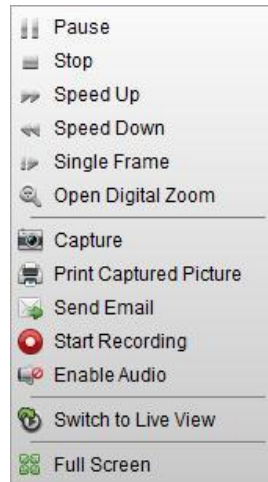 Pause
Stop
Speed Up
Speed Down
Single Frame
Open Digital Zoom
Capture
Print Captured Picture
Send Email
Start Recording
Enable Audio
Switch to Live View
Full Screen